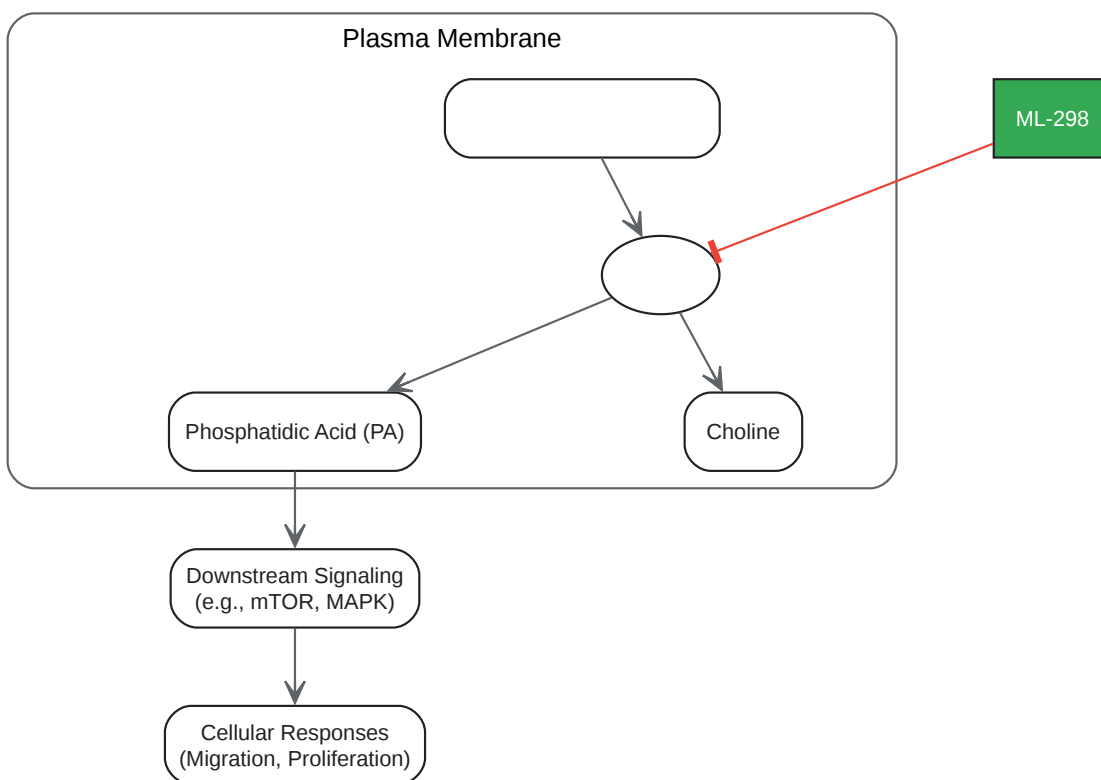 Plasma Membrane
ML-298
Phosphatidic Acid (PA)
Choline
Downstream Signaling
(e.g., mTOR, MAPK)
Cellular Responses
(Migration, Proliferation)